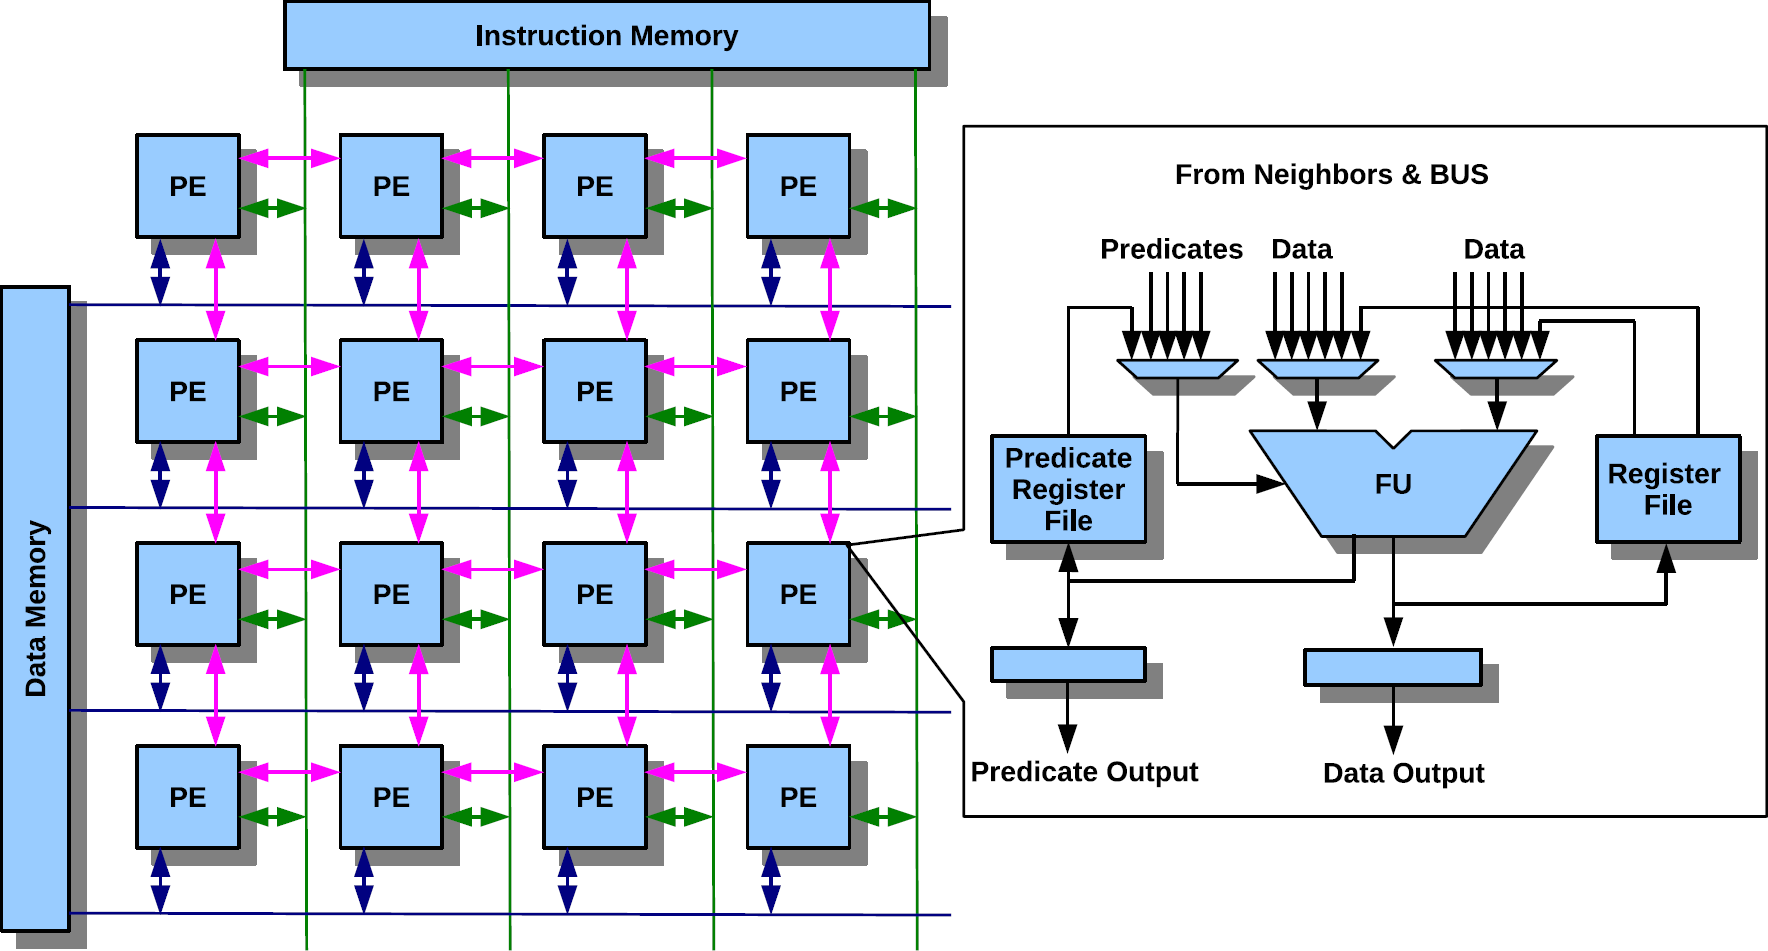 Instruction Memory
PE
PE
PE
PE
From Neighbors & BUS
Predicates
Data
Data
PE
PE
PE
PE
Predicate
Register
File
FU
Register
File
Data Memory
PE
PE
PE
PE
PE
PE
PE
PE
Predicate Output
Data Output